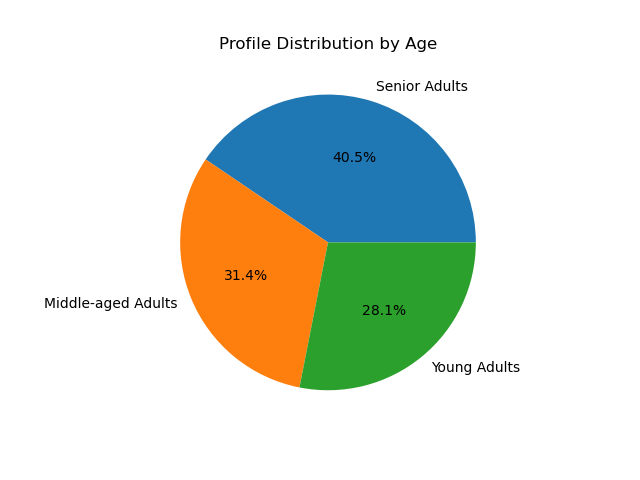 Profile Distribution by Age
Senior Adults
40.5%
31.4%
Middle-aged Adults
28.1%
Young Adults